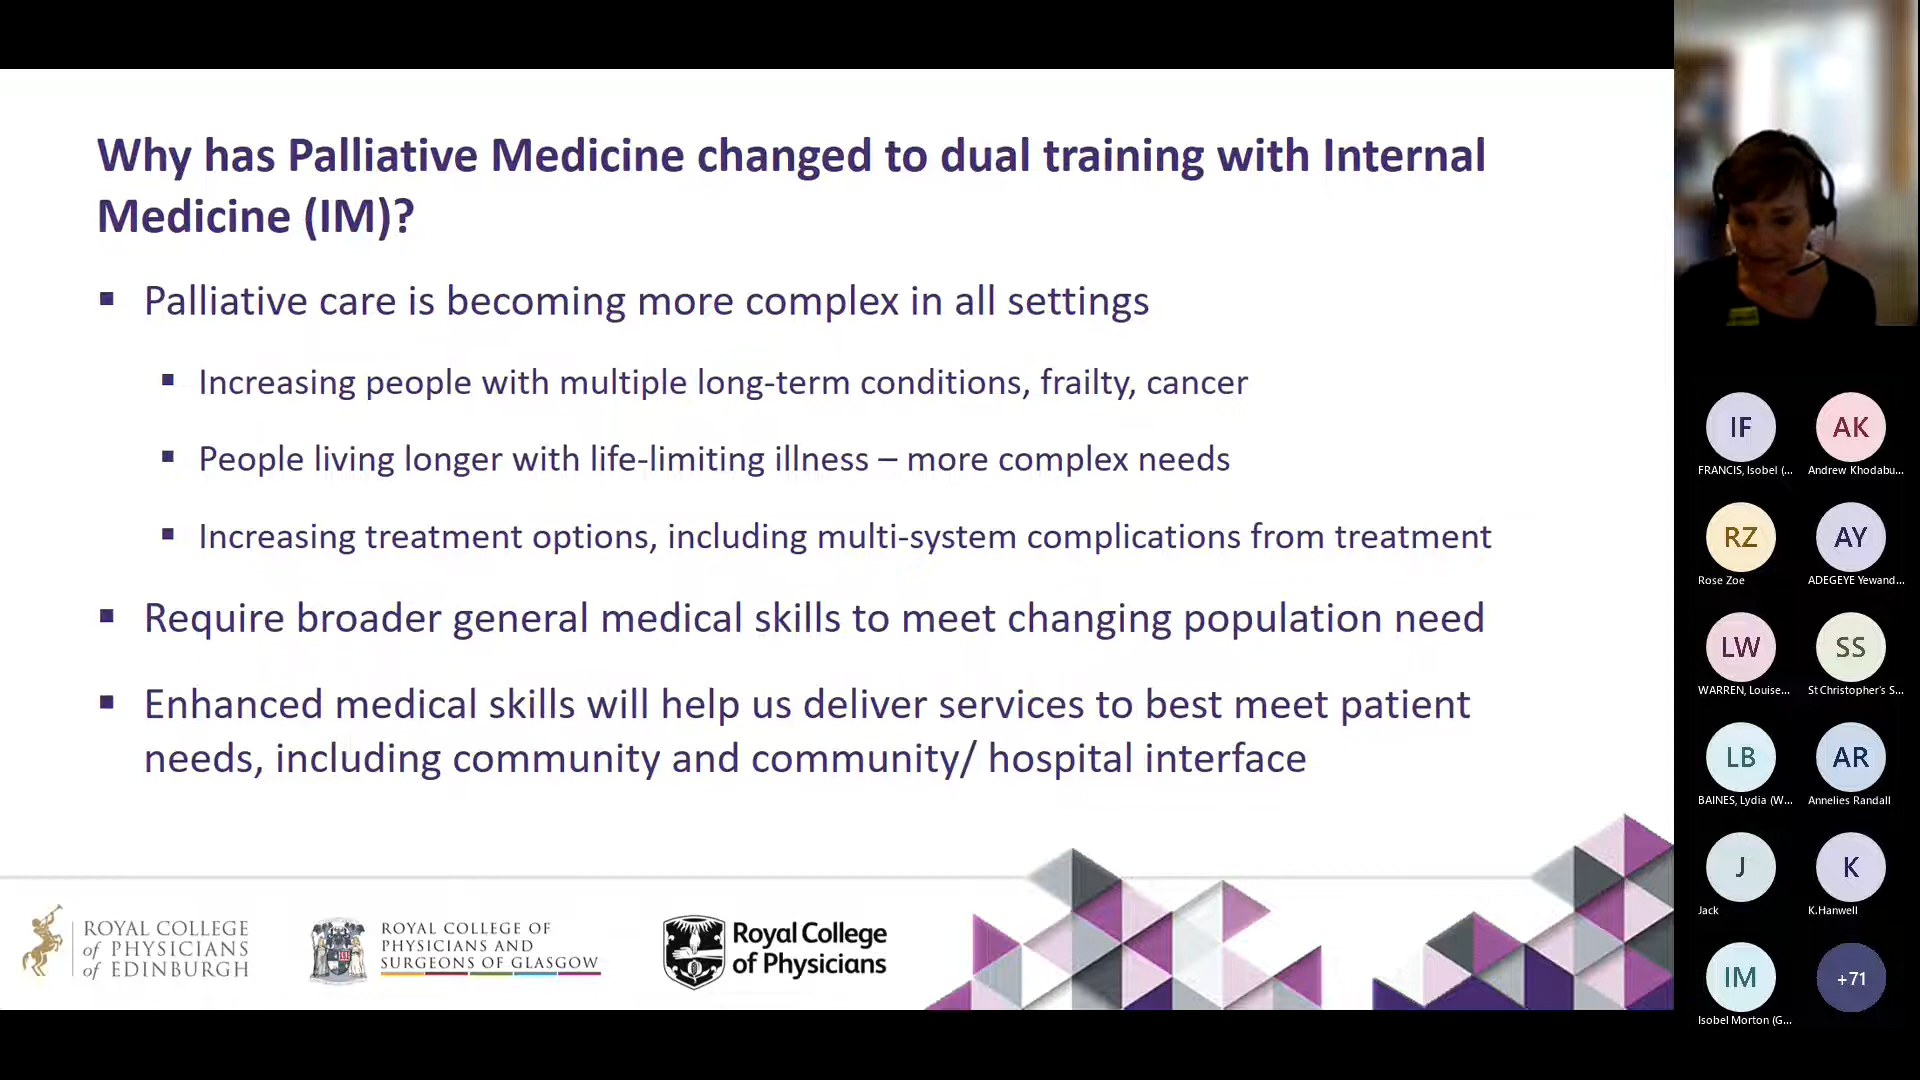 Why has Palliative Medicine changed to dual training with Internal
Medicine (IM)?
▪ Palliative care is becoming more complex in all settings
▪ Increasing people with multiple long-term conditions, frailty, cancer
▪ People living longer with life-limiting illness – more complex needs
▪ Increasing treatment options, including multi-system complications from treatment
▪ Require broader general medical skills to meet changing population need
▪ Enhanced medical skills will help us deliver services to best meet patient
needs, including community and community/ hospital interface
ROYAL COLLEGE
of PHYSICIANS
of EDINBURGH
ROYAL COLLEGE OF
PHYSICIANS AND
SURGEONS OF GLASGOW
Royal College
of Physicians
IF
AK
FRANCIS, Isobel (...
Andrew Khodabu...
RZ
AY
Rose Zoe
ADEGEYE Yewand...
LW
SS
WARREN, Louise...
St Christopher's S...
LB
AR
BAINES, Lydia (W...
Annelies Randall
J
K
Jack
K.Hanwell
IM
+71
Isobel Morton (G...